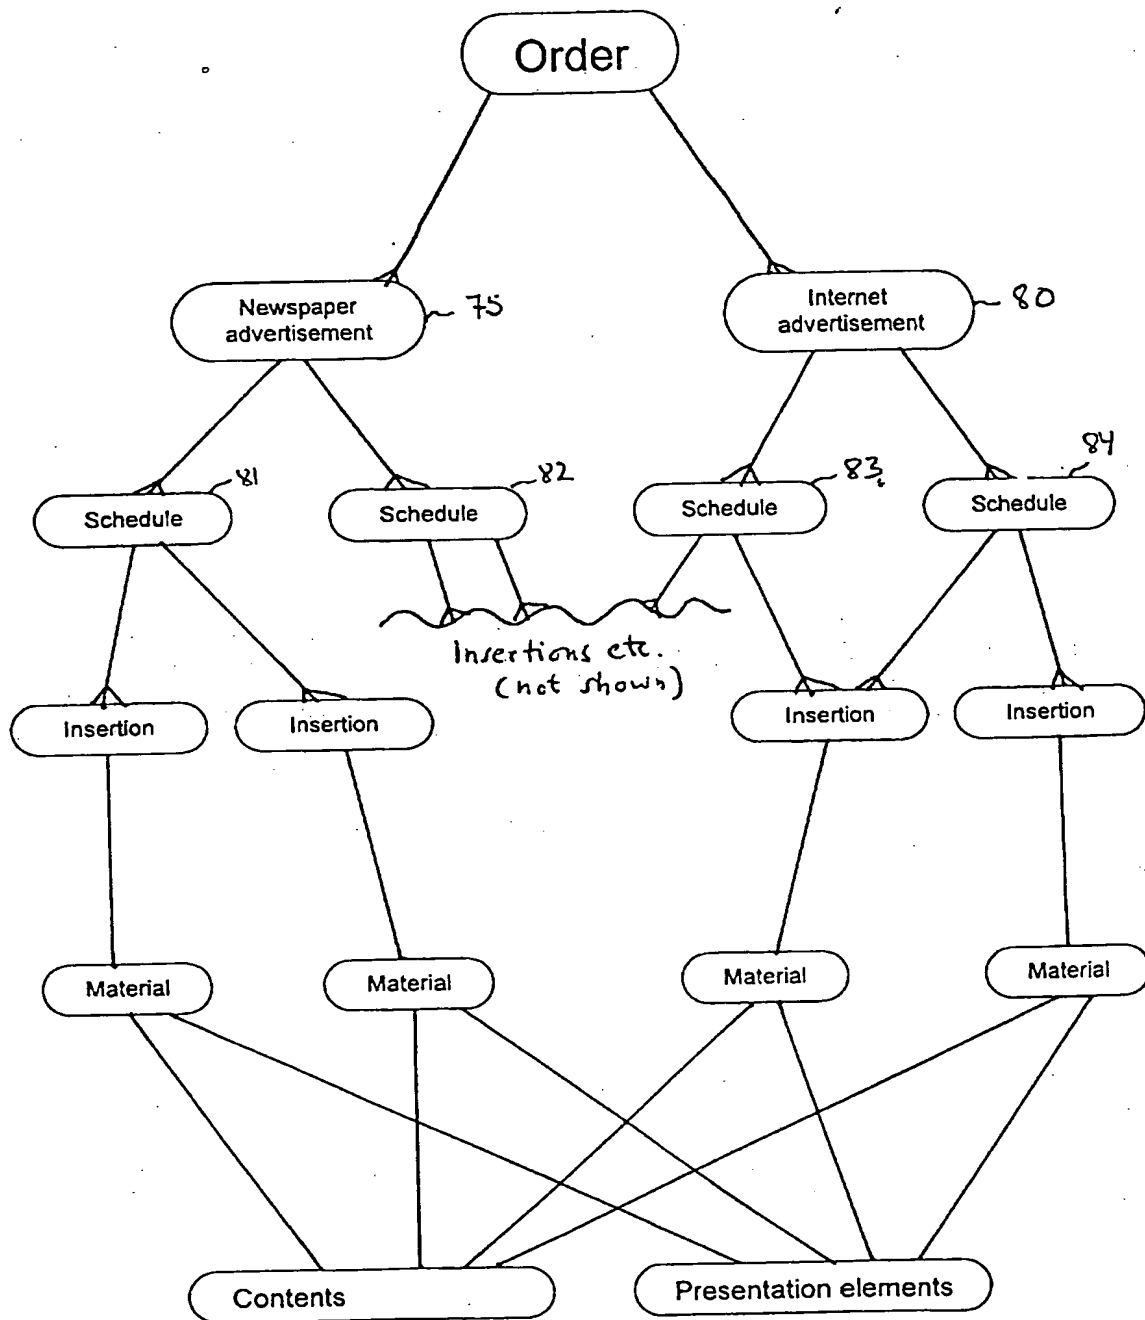 Order
Newspaper
advertisement
75
Internet
advertisement
80
Schedule
81
Schedule
82
Schedule
83
Schedule
84
Insertions etc.
(not shown)
Insertion
Insertion
Insertion
Insertion
Material
Material
Material
Material
Contents
Presentation elements